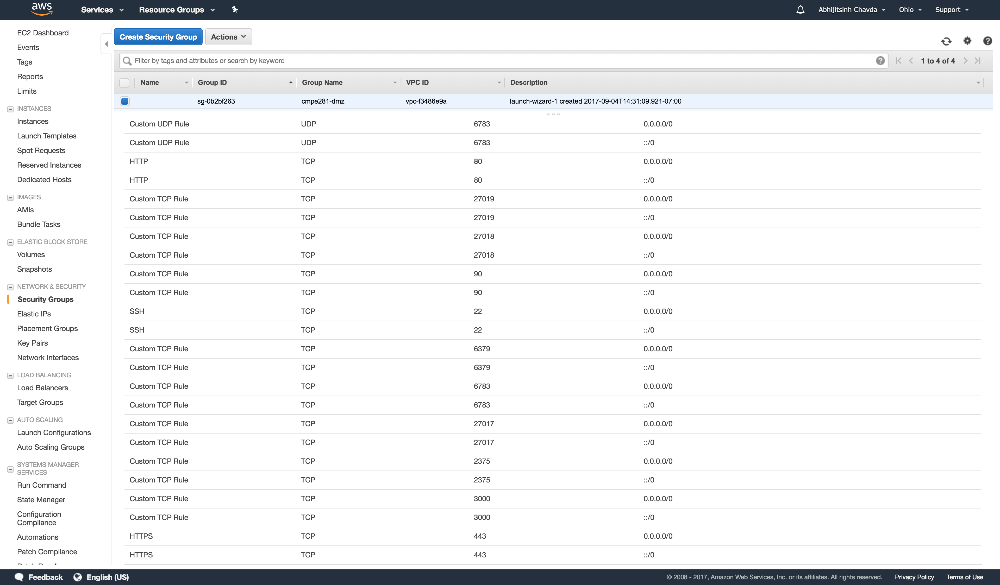 aws Services Resource Groups Abhijitsinh Chavda Ohio Support
EC2 Dashboard
Events
Tags
Reports
Limits
INSTANCES
Instances
Launch Templates
Spot Requests
Reserved Instances
Dedicated Hosts
IMAGES
AMIs
Bundle Tasks
ELASTIC BLOCK STORE
Volumes
Snapshots
NETWORK & SECURITY
Security Groups
Elastic IPs
Placement Groups
Key Pairs
Network Interfaces
LOAD BALANCING
Load Balancers
Target Groups
AUTO SCALING
Launch Configurations
Auto Scaling Groups
SYSTEMS MANAGER
SERVICES
Run Command
State Manager
Configuration
Compliance
Automations
Patch Compliance
Create Security Group Actions
Filter by tags and attributes or search by keyword 1 to 4 of 4
Name Group ID Group Name VPC ID Description
sg-0b2bf263 cmpe281-dmz vpc-f3486e9a launch-wizard-1 created 2017-09-04T14:31:09.921-07:00
Custom UDP Rule UDP 6783 0.0.0.0/0
Custom UDP Rule UDP 6783 ::/0
HTTP TCP 80 0.0.0.0/0
HTTP TCP 80 ::/0
Custom TCP Rule TCP 27019 0.0.0.0/0
Custom TCP Rule TCP 27019 ::/0
Custom TCP Rule TCP 27018 0.0.0.0/0
Custom TCP Rule TCP 27018 ::/0
Custom TCP Rule TCP 90 0.0.0.0/0
Custom TCP Rule TCP 90 ::/0
SSH TCP 22 0.0.0.0/0
SSH TCP 22 ::/0
Custom TCP Rule TCP 6379 0.0.0.0/0
Custom TCP Rule TCP 6379 ::/0
Custom TCP Rule TCP 6783 0.0.0.0/0
Custom TCP Rule TCP 6783 ::/0
Custom TCP Rule TCP 27017 0.0.0.0/0
Custom TCP Rule TCP 27017 ::/0
Custom TCP Rule TCP 2375 0.0.0.0/0
Custom TCP Rule TCP 2375 ::/0
Custom TCP Rule TCP 3000 0.0.0.0/0
Custom TCP Rule TCP 3000 ::/0
HTTPS TCP 443 0.0.0.0/0
HTTPS TCP 443 ::/0
Feedback English (US) © 2008 - 2017, Amazon Web Services, Inc. or its affiliates. All rights reserved. Privacy Policy Terms of Use